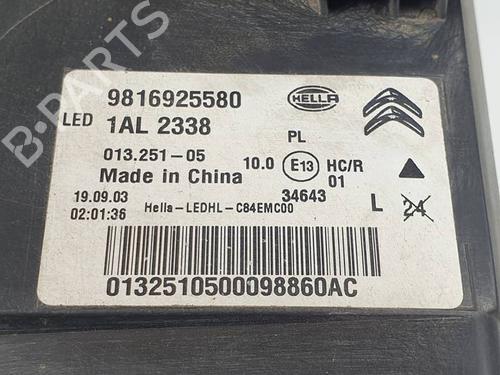 9816925580
HELLA
LED 1AL 2338
PL
013.251-05
10.0 E13 HC/R
Made in China
01
19.09.03
34643
02:01:36 Hella-LEDHL-C84EMC00
L 24
0132510500098860AC
B-PARTS